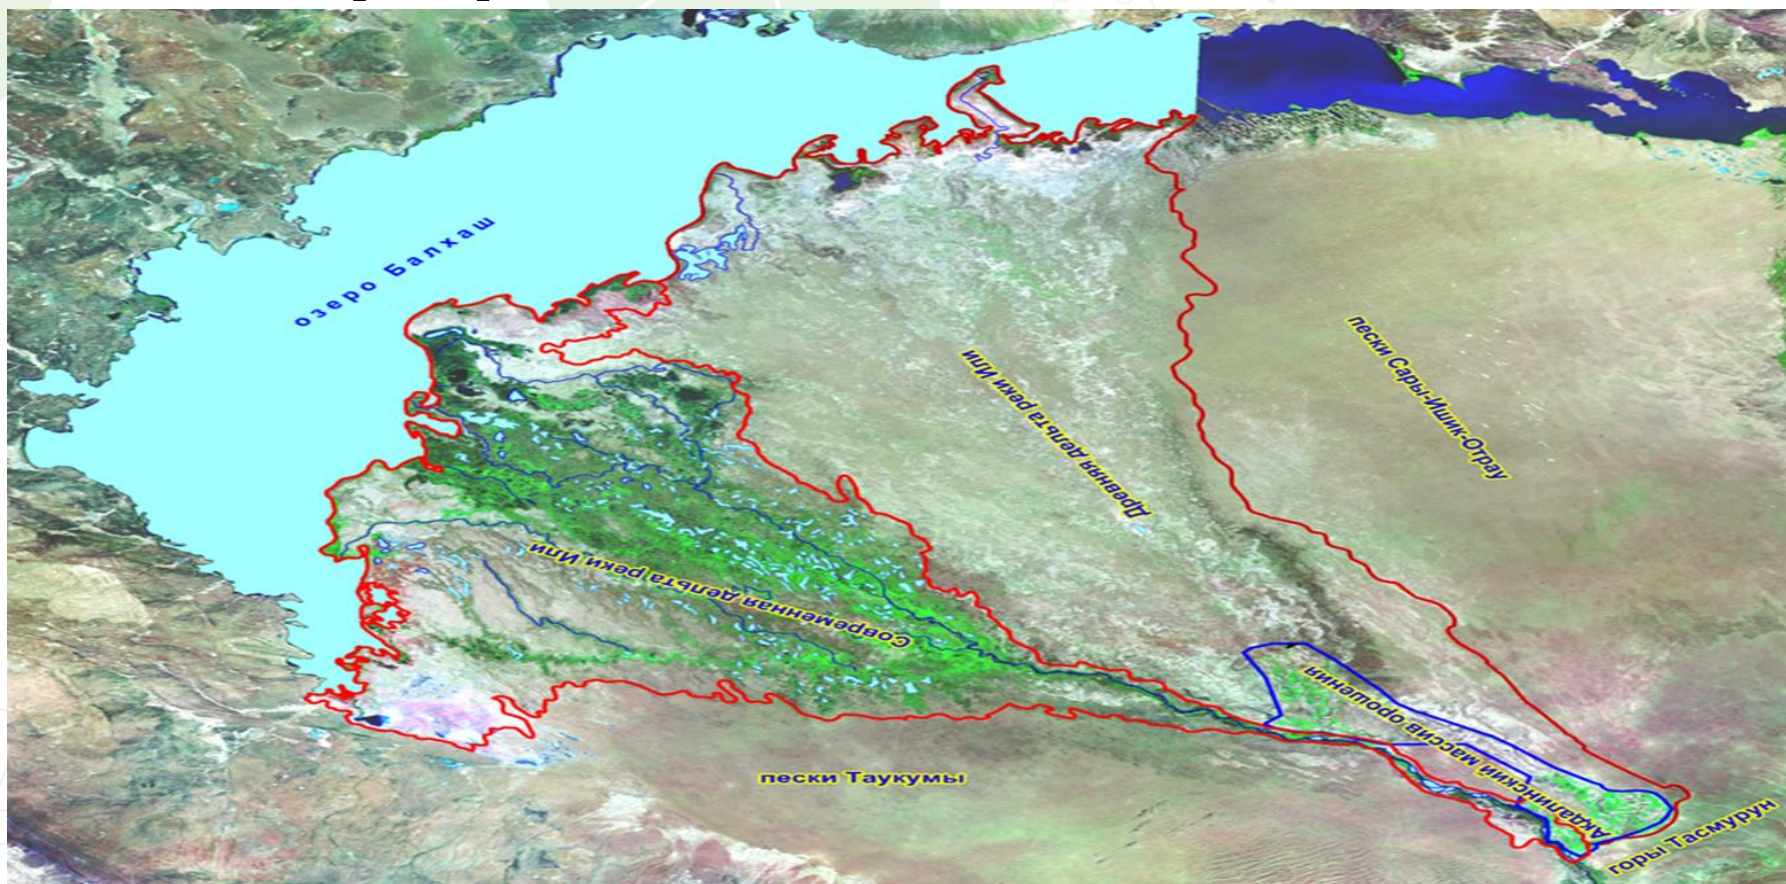 озеро Балхаш
пески Сары-Ишик-Отрау
Древняя дельта реки Или
Современная дельта реки Или
Акдалинский массив орошения
пески Таукумы
горы Тасмурун